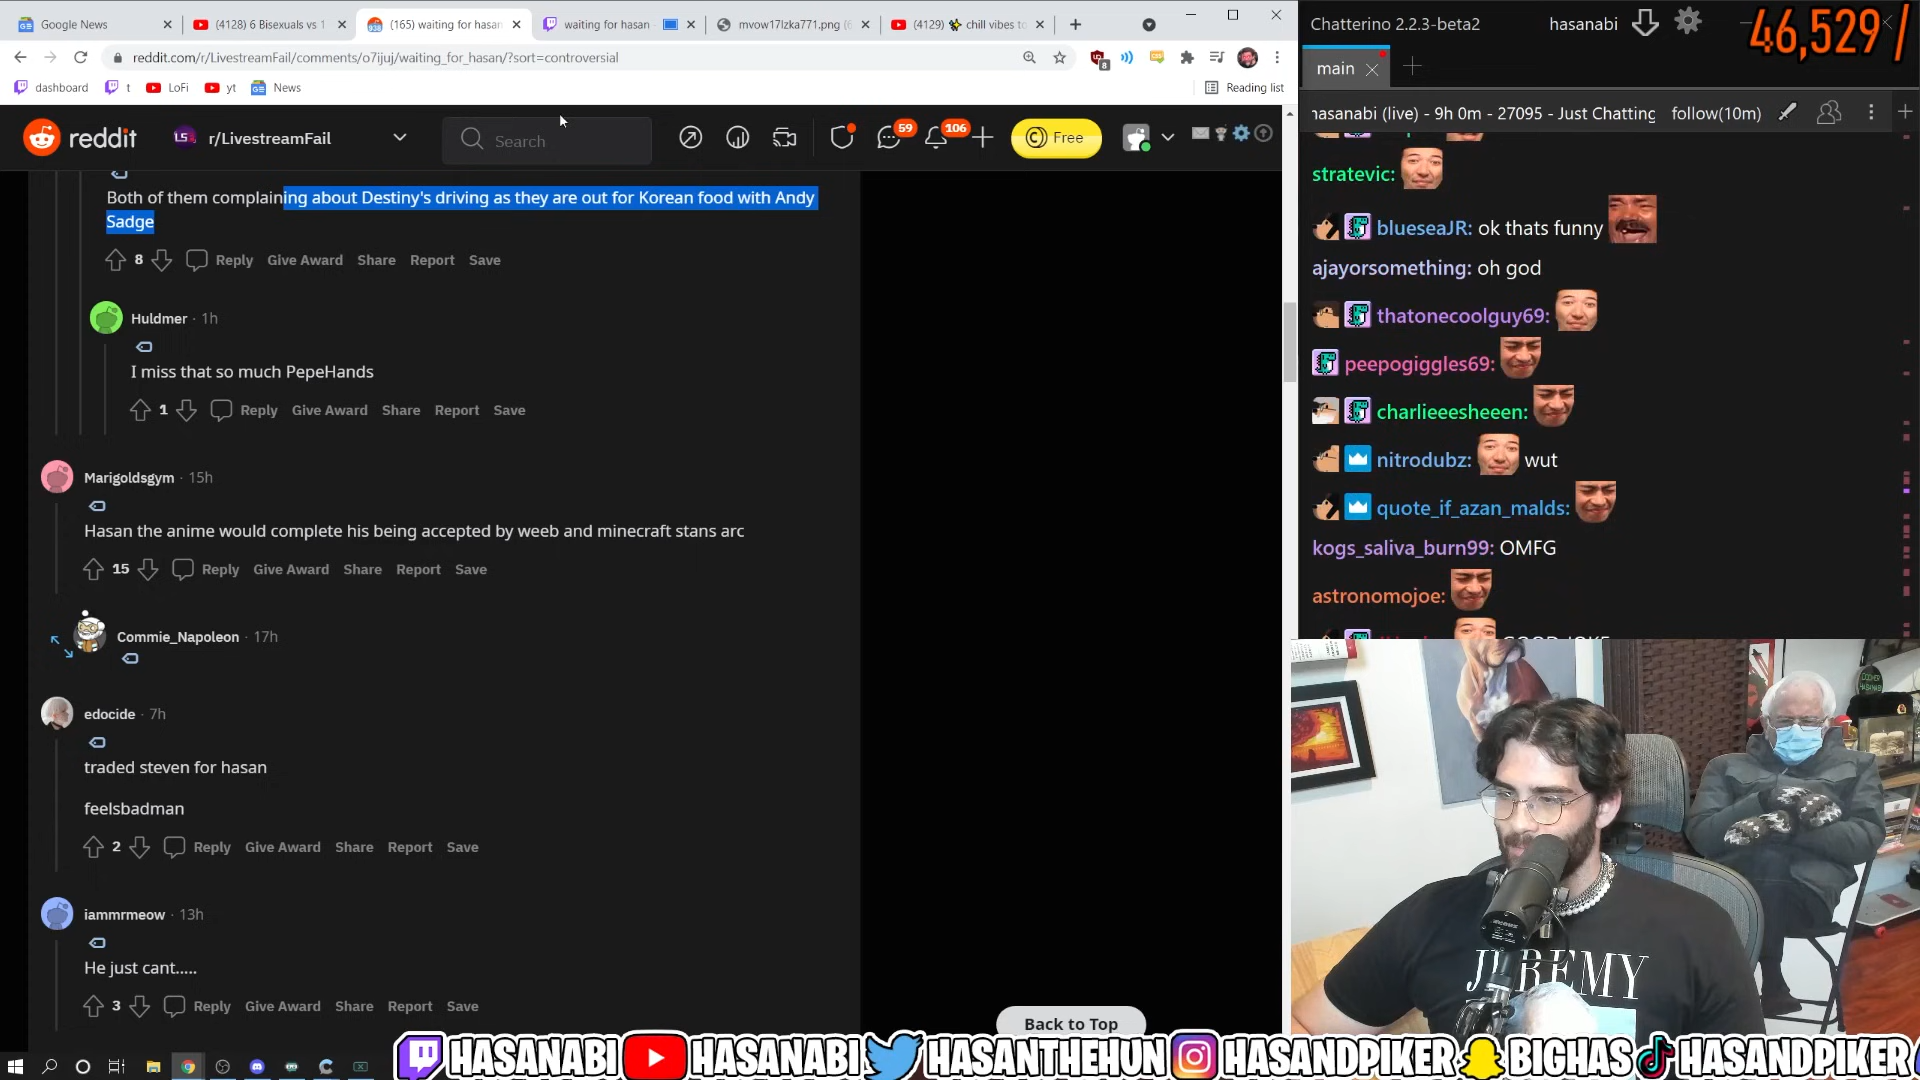 Google News
(4128) 6 Bisexuals vs 1
(165) waiting for hasan
waiting for hasan
mvow17lzka771.png (6
(4129) ✨ chill vibes to
reddit.com/r/LivestreamFail/comments/o7ijuj/waiting_for_hasan/?sort=controversial
8
dashboard
t
LoFi
yt
News
Reading list
reddit
r/LivestreamFail
Search
59
106
Free
Both of them complaining about Destiny's driving as they are out for Korean food with Andy
Sadge
8 Reply Give Award Share Report Save
Huldmer · 1h
I miss that so much PepeHands
1 Reply Give Award Share Report Save
Marigoldsgym · 15h
Hasan the anime would complete his being accepted by weeb and minecraft stans arc
15 Reply Give Award Share Report Save
Commie_Napoleon · 17h
edocide · 7h
traded steven for hasan
feelsbadman
2 Reply Give Award Share Report Save
iammrmeow · 13h
He just cant.....
3 Reply Give Award Share Report Save
Back to Top
Chatterino 2.2.3-beta2
hasanabi
46,529 /
main
hasanabi (live) - 9h 0m - 27095 - Just Chatting
follow(10m)
stratevic:
blueseaJR: ok thats funny
ajayorsomething: oh god
thatonecoolguy69:
peepogiggles69:
charlieeesheeen:
nitrodubz: wut
quote_if_azan_malds:
kogs_saliva_burn99: OMFG
astronomojoe:
GOOD JOKE
JEREMY
HASANABI HASANABI HASANTHEHUN HASANDPIKER BIGHAS HASANDPIKER